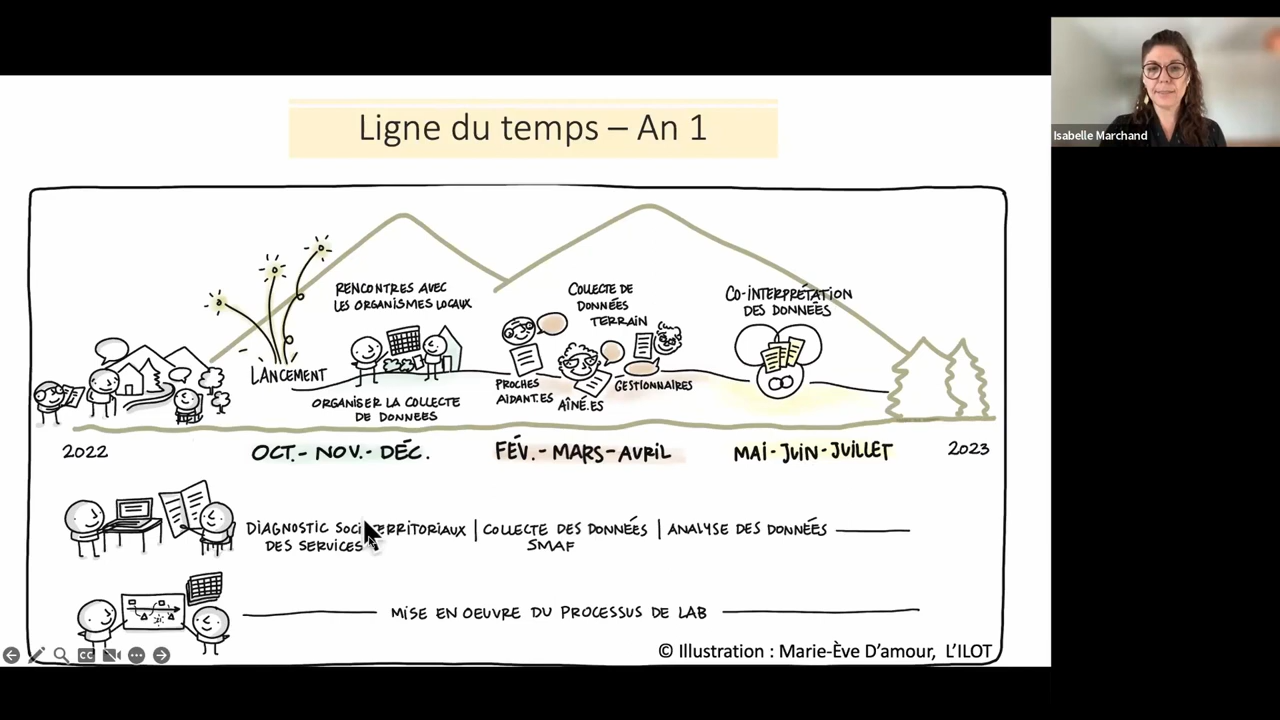 Ligne du temps – An 1
Isabelle Marchand
RENCONTRES AVEC
LES ORGANISMES LOCAUX
LANCEMENT
ORGANISER LA COLLECTE
DE DONNEES
COLLECTE DE
DONNÉES
TERRAIN
PROCHES
AIDANT.ES
AÎNÉ.ES
GESTIONNAIRES
CO-INTERPRÉTATION
DES DONNÉES
2022
OCT.- NOV.- DÉC.
FÉV.- MARS-AVRIL
MAI-JUIN-JUILLET
2023
DIAGNOSTIC SOCI TERRITORIAUX | COLLECTE DES DONNÉES | ANALYSE DES DONNÉES
DES SERVICES
SMAF
MISE EN OEUVRE DU PROCESSUS DE LAB
© Illustration : Marie-Ève D'amour, L'ILOT
CC